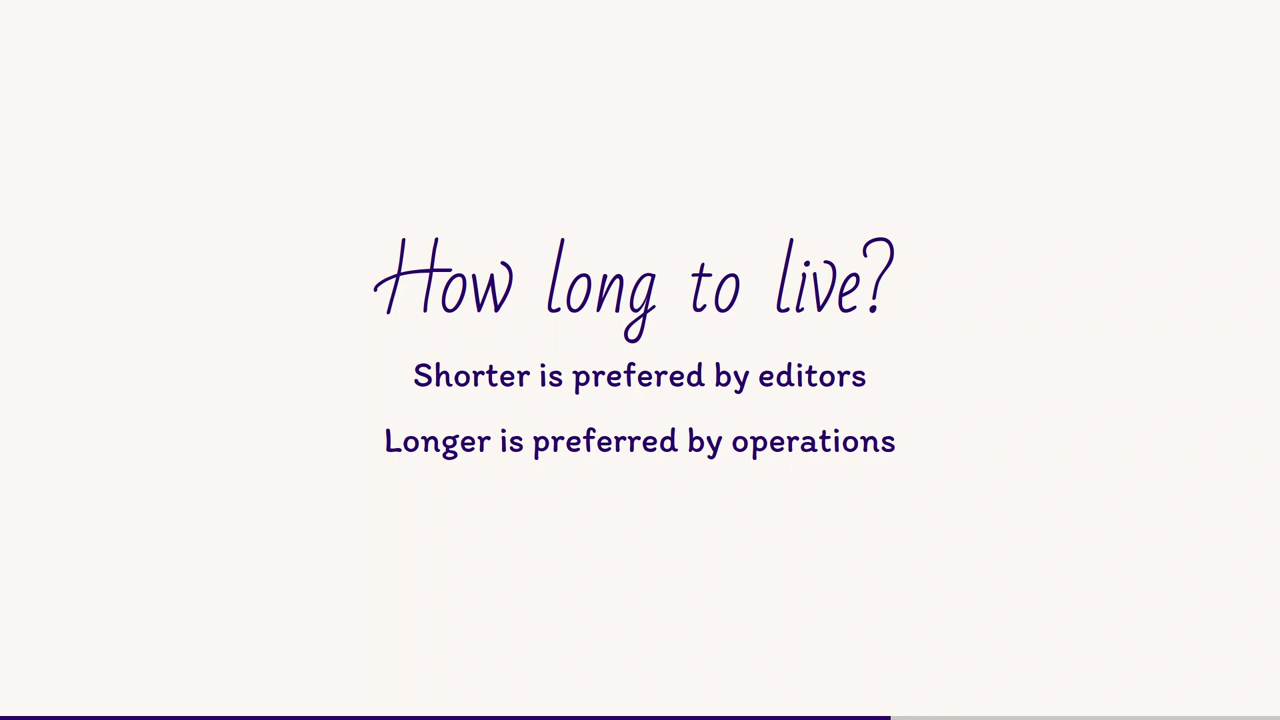 How long to live?
Shorter is prefered by editors
Longer is preferred by operations